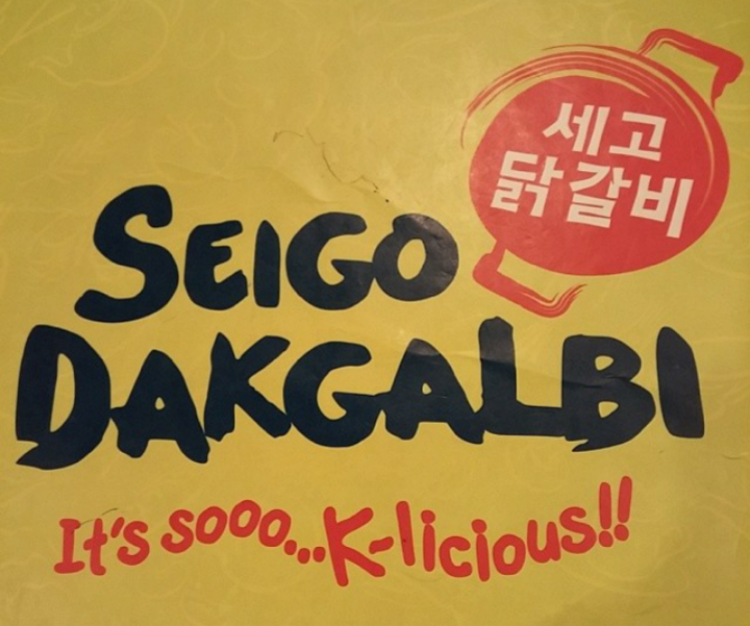 세고
닭갈비
SEIGO
DAKGALBI
It's sooo...K-licious!!